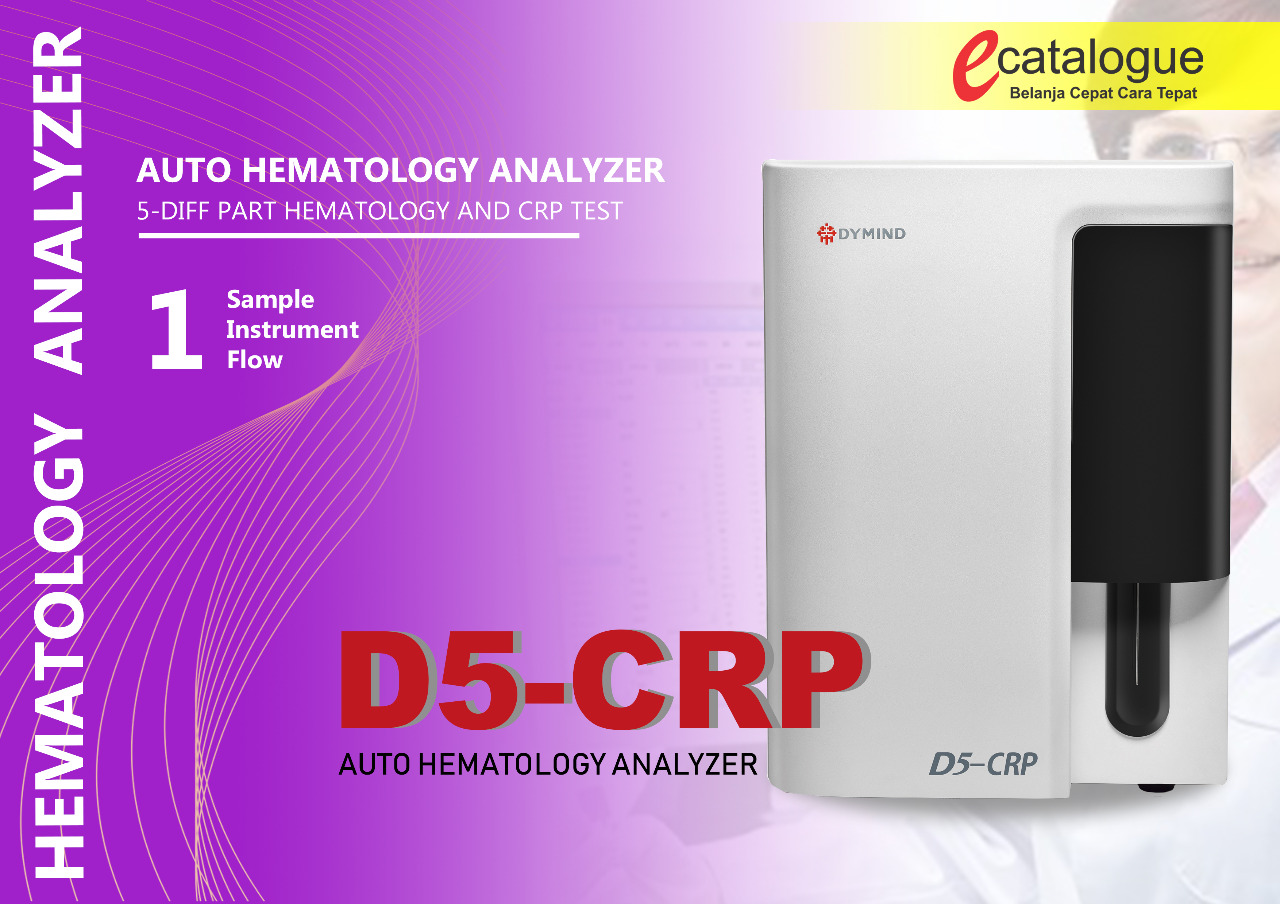 HEMATOLOGY ANALYZER
ecatalogue
Belanja Cepat Cara Tepat
AUTO HEMATOLOGY ANALYZER
5-DIFF PART HEMATOLOGY AND CRP TEST
1
Sample
Instrument
Flow
DYMIND
D5-CRP
AUTO HEMATOLOGY ANALYZER
D5-CRP